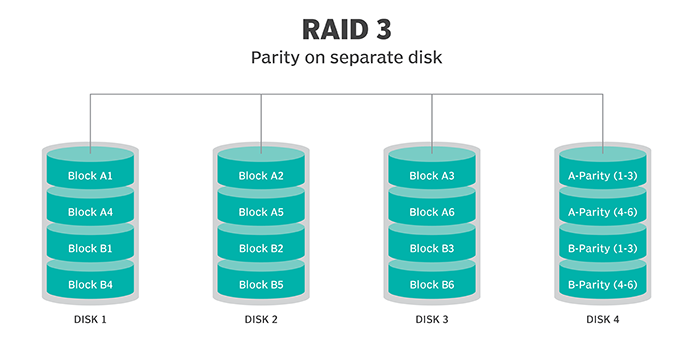 RAID 3
Parity on separate disk
Block A1
Block A2
Block A3
A-Parity (1-3)
Block A4
Block A5
Block A6
A-Parity (4-6)
Block B1
Block B2
Block B3
B-Parity (1-3)
Block B4
Block B5
Block B6
B-Parity (4-6)
DISK 1
DISK 2
DISK 3
DISK 4